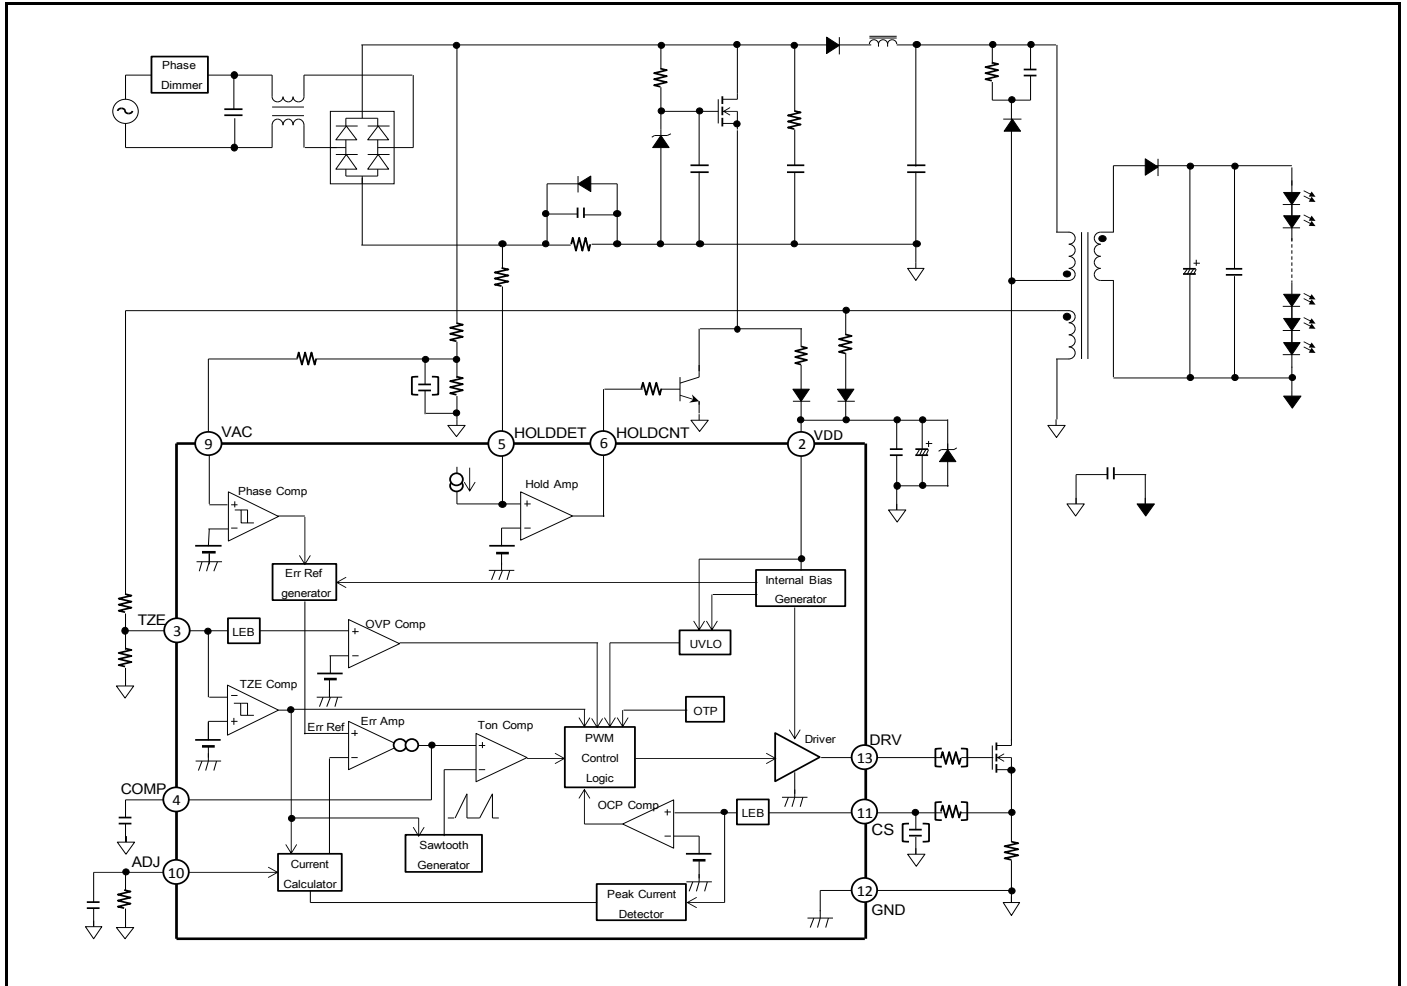 Phase
Dimmer
+
+
9
VAC
5
HOLDDET
6
HOLDCNT
2
VDD
Phase Comp
+
−
Hold Amp
+
−
Err Ref
generator
Internal Bias
Generator
TZE
3
LEB
OVP Comp
+
−
UVLO
TZE Comp
−
+
OTP
Err Ref
Err Amp
+
−
Ton Comp
+
−
PWM
Control
Logic
Driver
DRV
13
COMP
4
OCP Comp
+
−
LEB
11
CS
Sawtooth
Generator
ADJ
10
Current
Calculator
Peak Current
Detector
12
GND